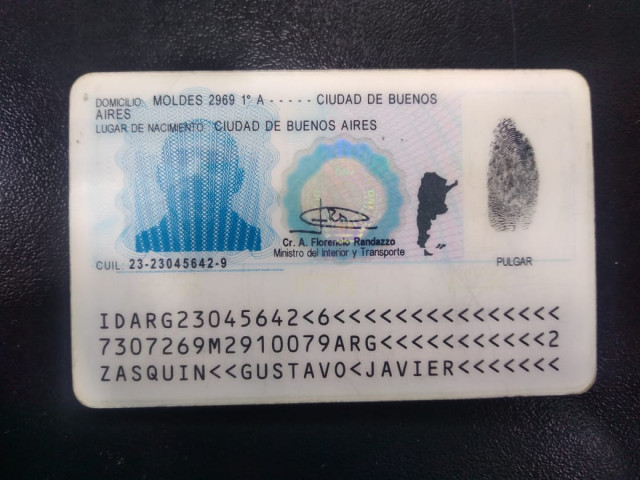 DOMICILIO: MOLDES 2969 1° A - - - - - CIUDAD DE BUENOS
AIRES
LUGAR DE NACIMIENTO: CIUDAD DE BUENOS AIRES
Cr. A. Florencio Randazzo
Ministro del Interior y Transporte
CUIL: 23-23045642-9
PULGAR
IDARG23045642<6<<<<<<<<<<<<<<<
7307269M2910079ARG<<<<<<<<<<<2
ZASQUIN<<GUSTAVO<JAVIER<<<<<<<